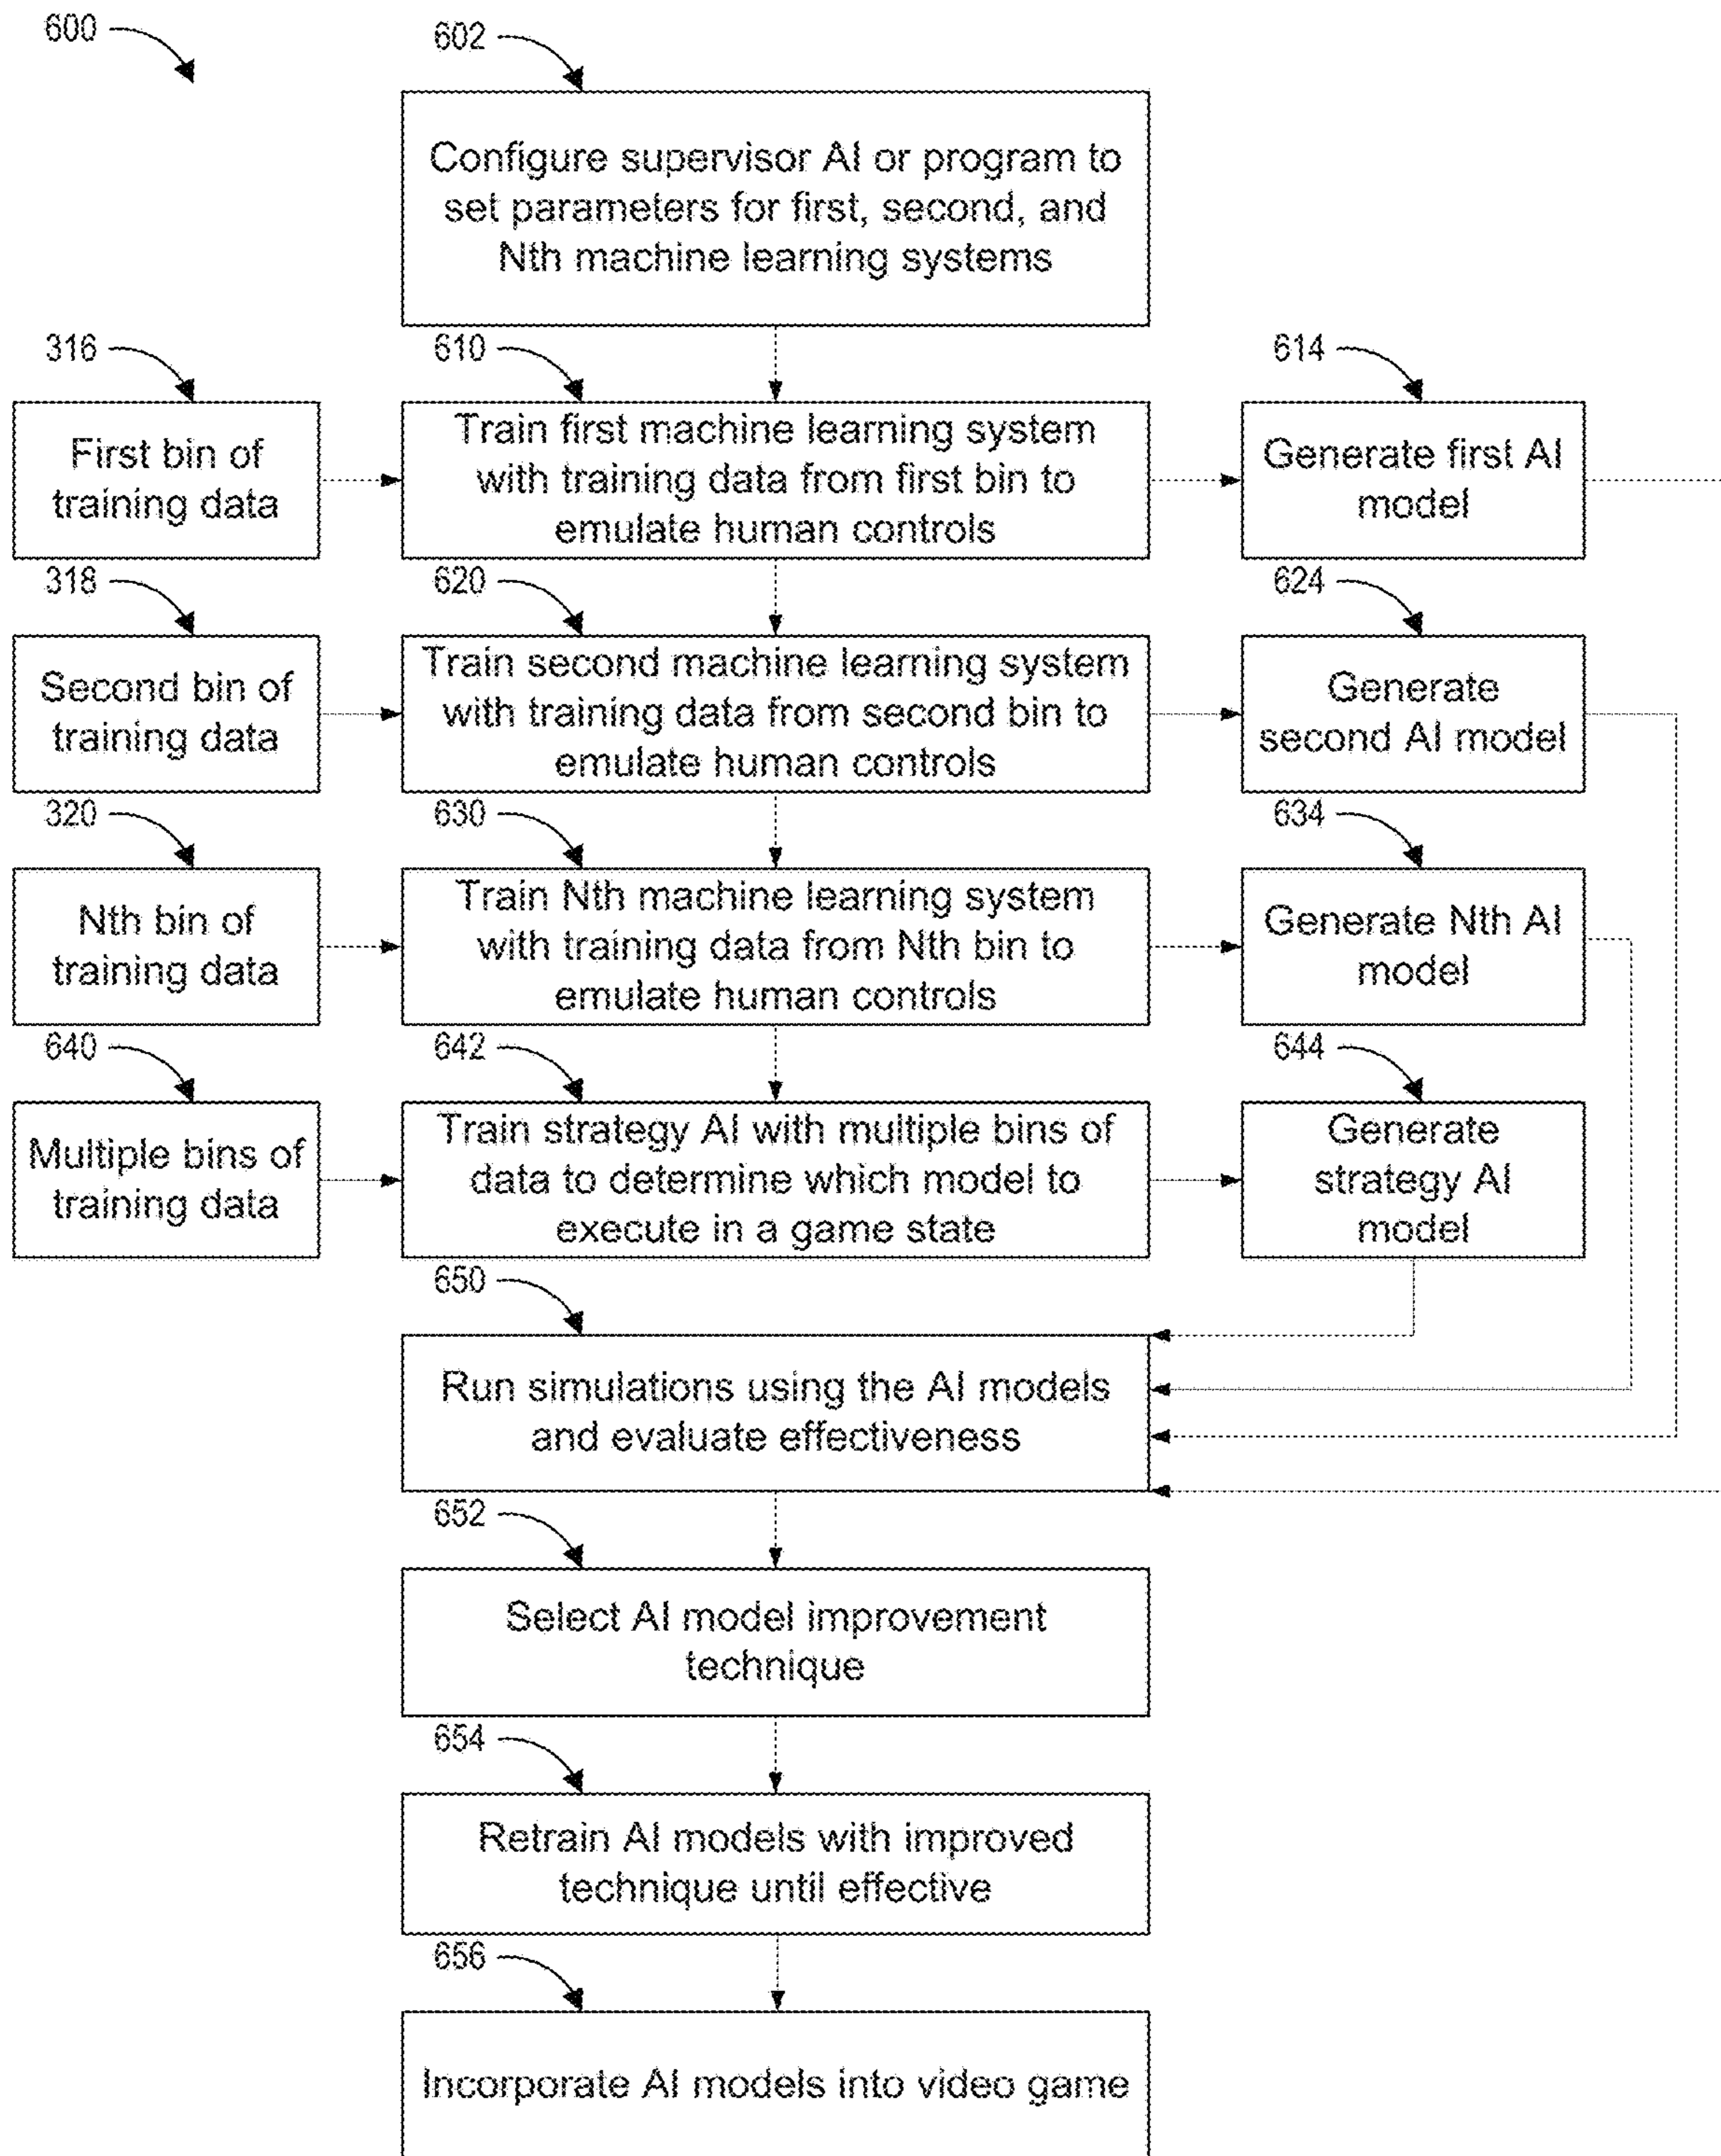 600
602
Configure supervisor AI or program to
set parameters for first, second, and
Nth machine learning systems
316
610
614
First bin of
training data
Train first machine learning system
with training data from first bin to
emulate human controls
Generate first AI
model
318
620
624
Second bin of
training data
Train second machine learning system
with training data from second bin to
emulate human controls
Generate
second AI model
320
630
634
Nth bin of
training data
Train Nth machine learning system
with training data from Nth bin to
emulate human controls
Generate Nth AI
model
640
642
644
Multiple bins of
training data
Train strategy AI with multiple bins of
data to determine which model to
execute in a game state
Generate
strategy AI
model
650
Run simulations using the AI models
and evaluate effectiveness
652
Select AI model improvement
technique
654
Retrain AI models with improved
technique until effective
656
Incorporate AI models into video game